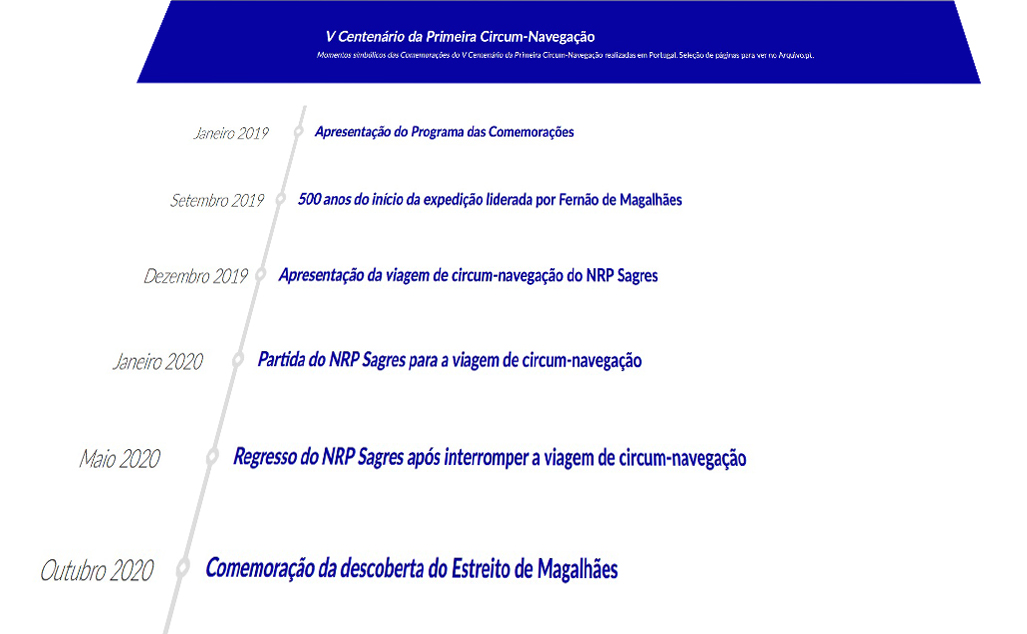 V Centenário da Primeira Circum-Navegação
Momentos simbólicos das Comemorações do V Centenário da Primeira Circum-Navegação realizadas em Portugal. Seleção de páginas para ver no Arquivo.pt.
Janeiro 2019 Apresentação do Programa das Comemorações
Setembro 2019 500 anos do início da expedição liderada por Fernão de Magalhães
Dezembro 2019 Apresentação da viagem de circum-navegação do NRP Sagres
Janeiro 2020 Partida do NRP Sagres para a viagem de circum-navegação
Maio 2020 Regresso do NRP Sagres após interromper a viagem de circum-navegação
Outubro 2020 Comemoração da descoberta do Estreito de Magalhães